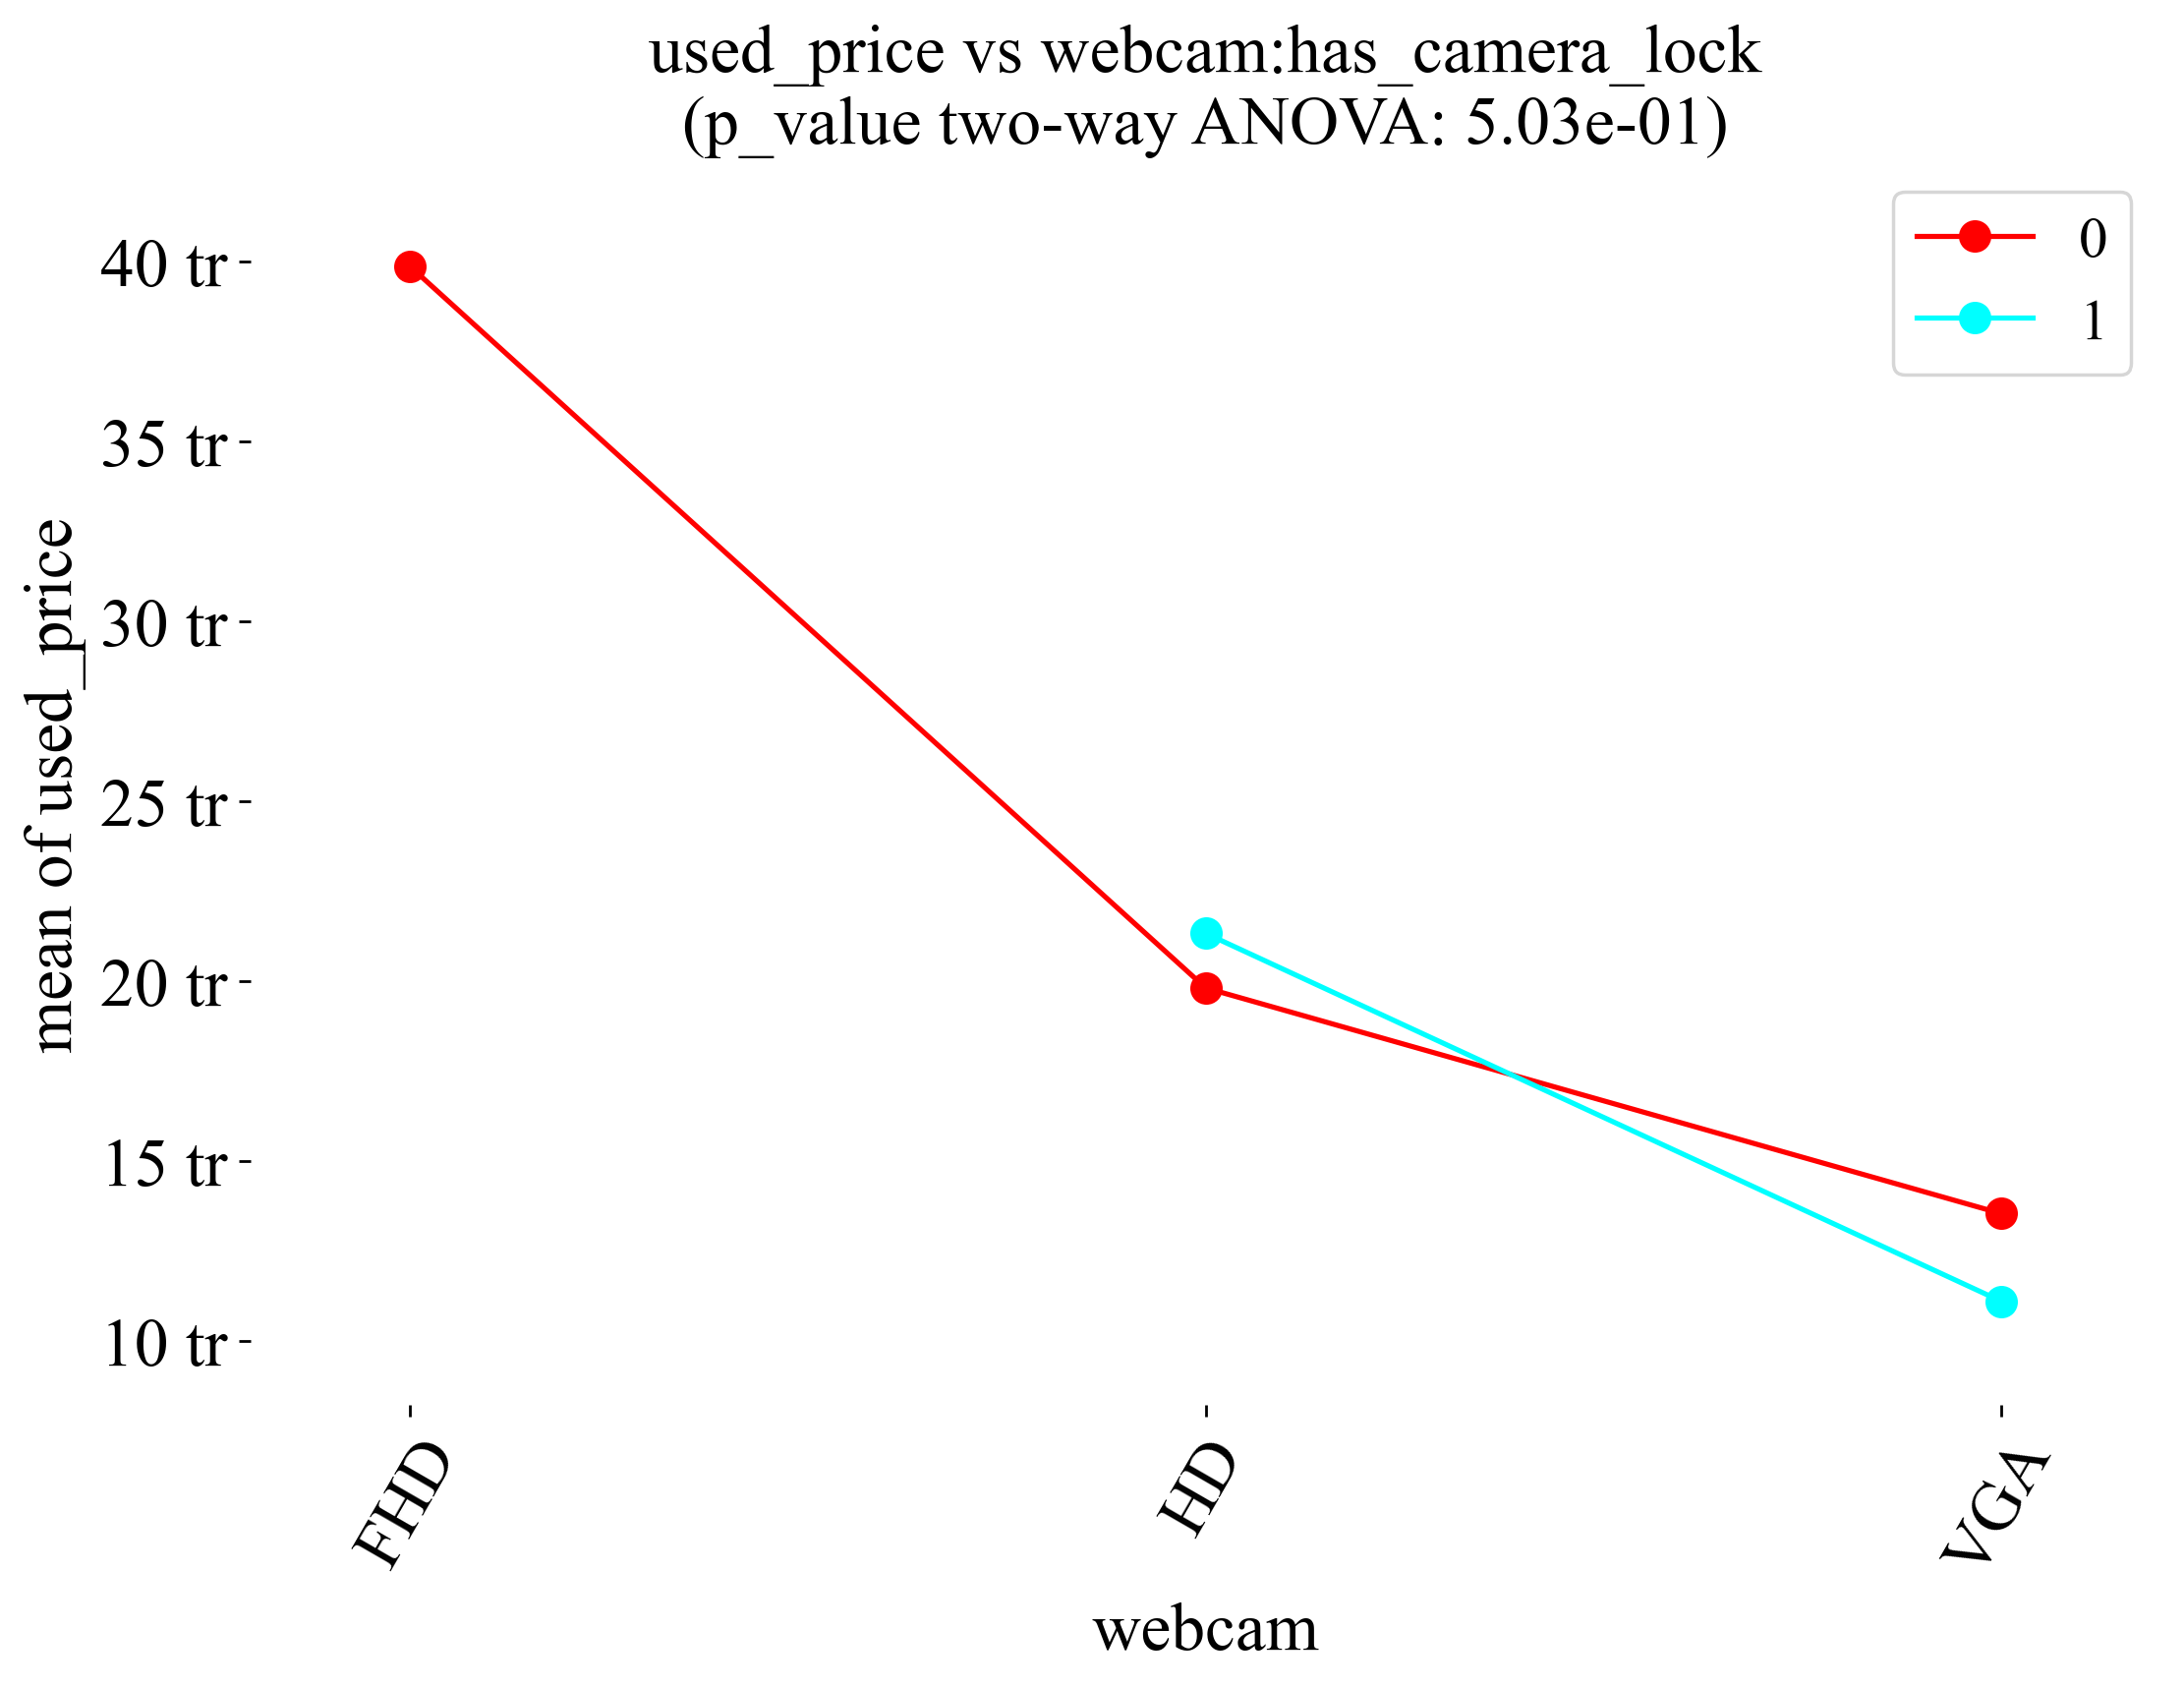 used_price vs webcam:has_camera_lock
(p_value two-way ANOVA: 5.03e-01)
0
1
40 tr
35 tr
30 tr
25 tr
20 tr
15 tr
10 tr
mean of used_price
FHD
HD
VGA
webcam